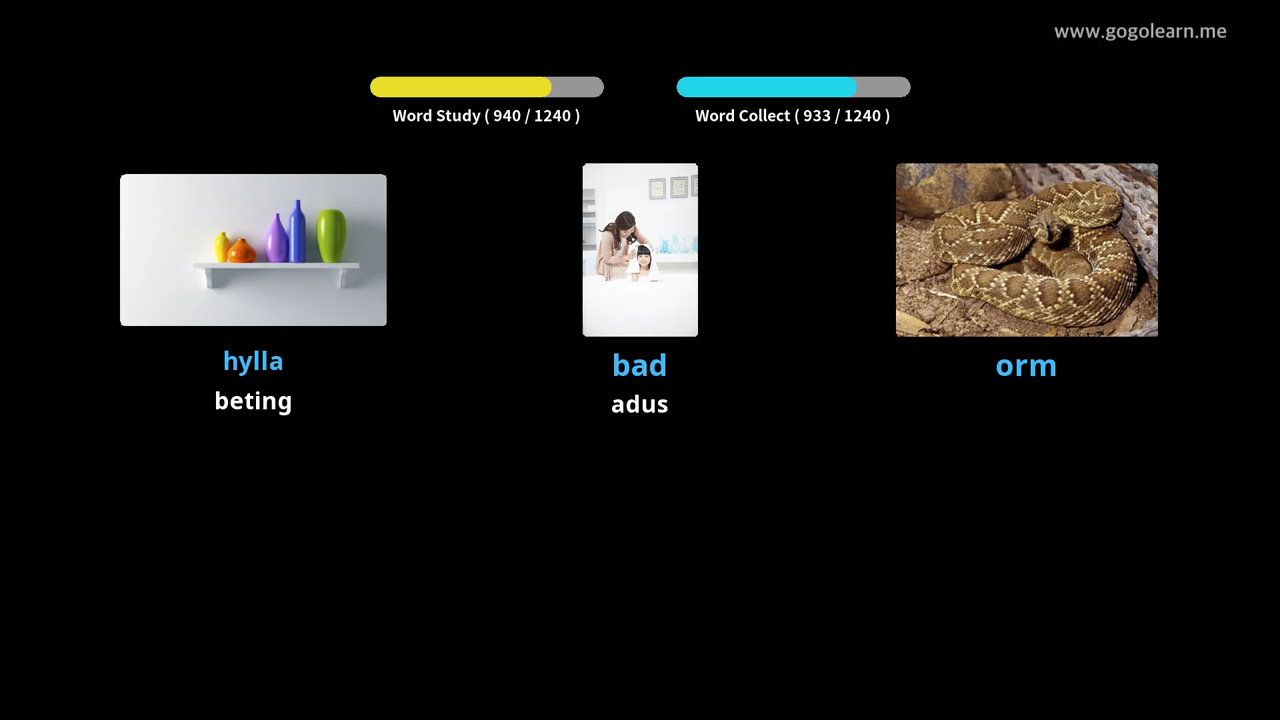 www.gogolearn.me
Word Study ( 940 / 1240 )
Word Collect ( 933 / 1240 )
hylla
beting
bad
adus
orm